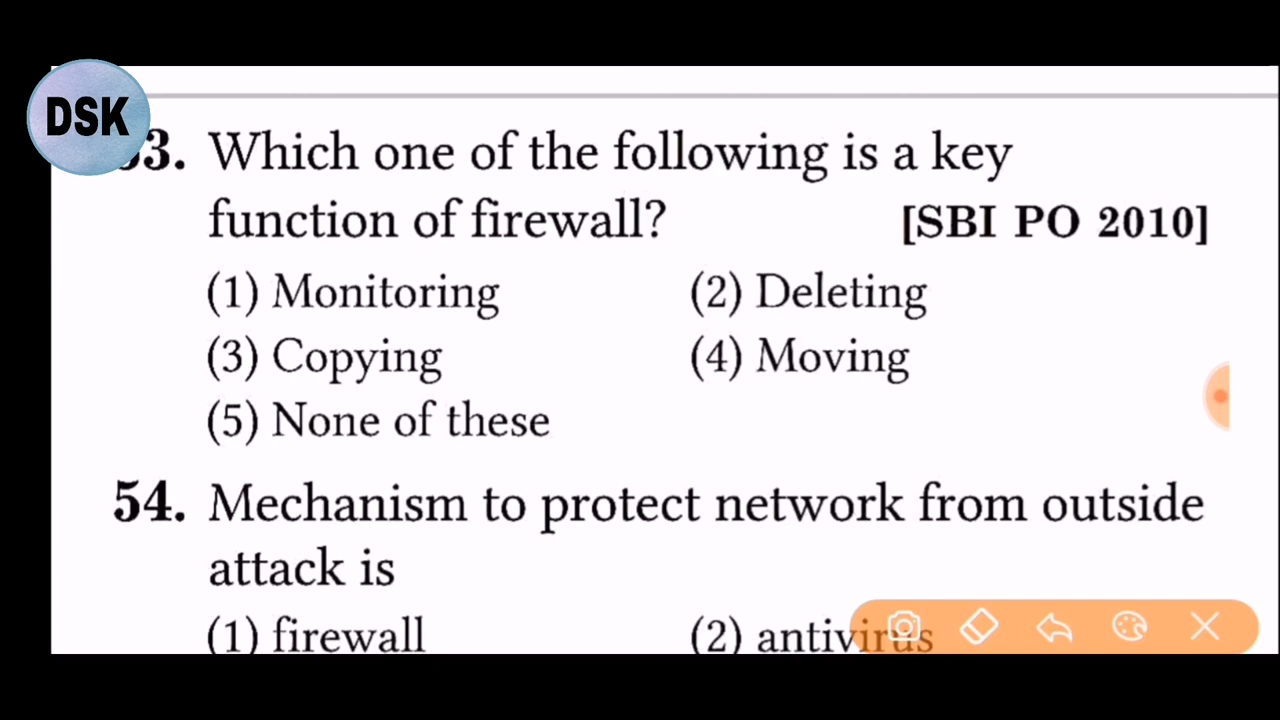 DSK
3. Which one of the following is a key
function of firewall? [SBI PO 2010]
(1) Monitoring (2) Deleting
(3) Copying (4) Moving
(5) None of these
54. Mechanism to protect network from outside
attack is
(1) firewall (2) antivirus